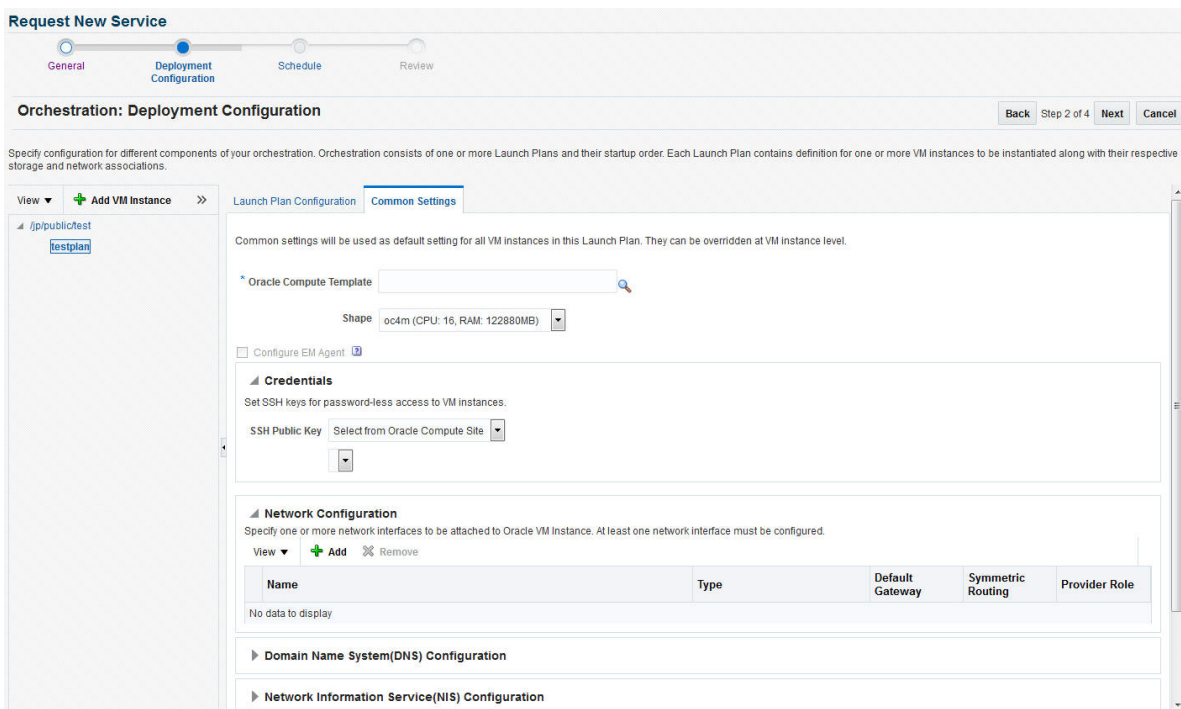 Request New Service
General
Deployment
Configuration
Schedule
Review
Orchestration: Deployment Configuration
Back Step 2 of 4 Next Cancel
Specify configuration for different components of your orchestration. Orchestration consists of one or more Launch Plans and their startup order. Each Launch Plan contains definition for one or more VM instances to be instantiated along with their respective
storage and network associations.
View Add VM Instance »
/jp/public/test
testplan
Launch Plan Configuration Common Settings
Common settings will be used as default setting for all VM instances in this Launch Plan. They can be overridden at VM instance level.
* Oracle Compute Template
Shape oc4m (CPU: 16, RAM: 122880MB)
Configure EM Agent ?
Credentials
Set SSH keys for password-less access to VM instances.
SSH Public Key Select from Oracle Compute Site
Network Configuration
Specify one or more network interfaces to be attached to Oracle VM Instance. At least one network interface must be configured.
View Add Remove
Name Type Default Gateway Symmetric Routing Provider Role
No data to display
Domain Name System(DNS) Configuration
Network Information Service(NIS) Configuration